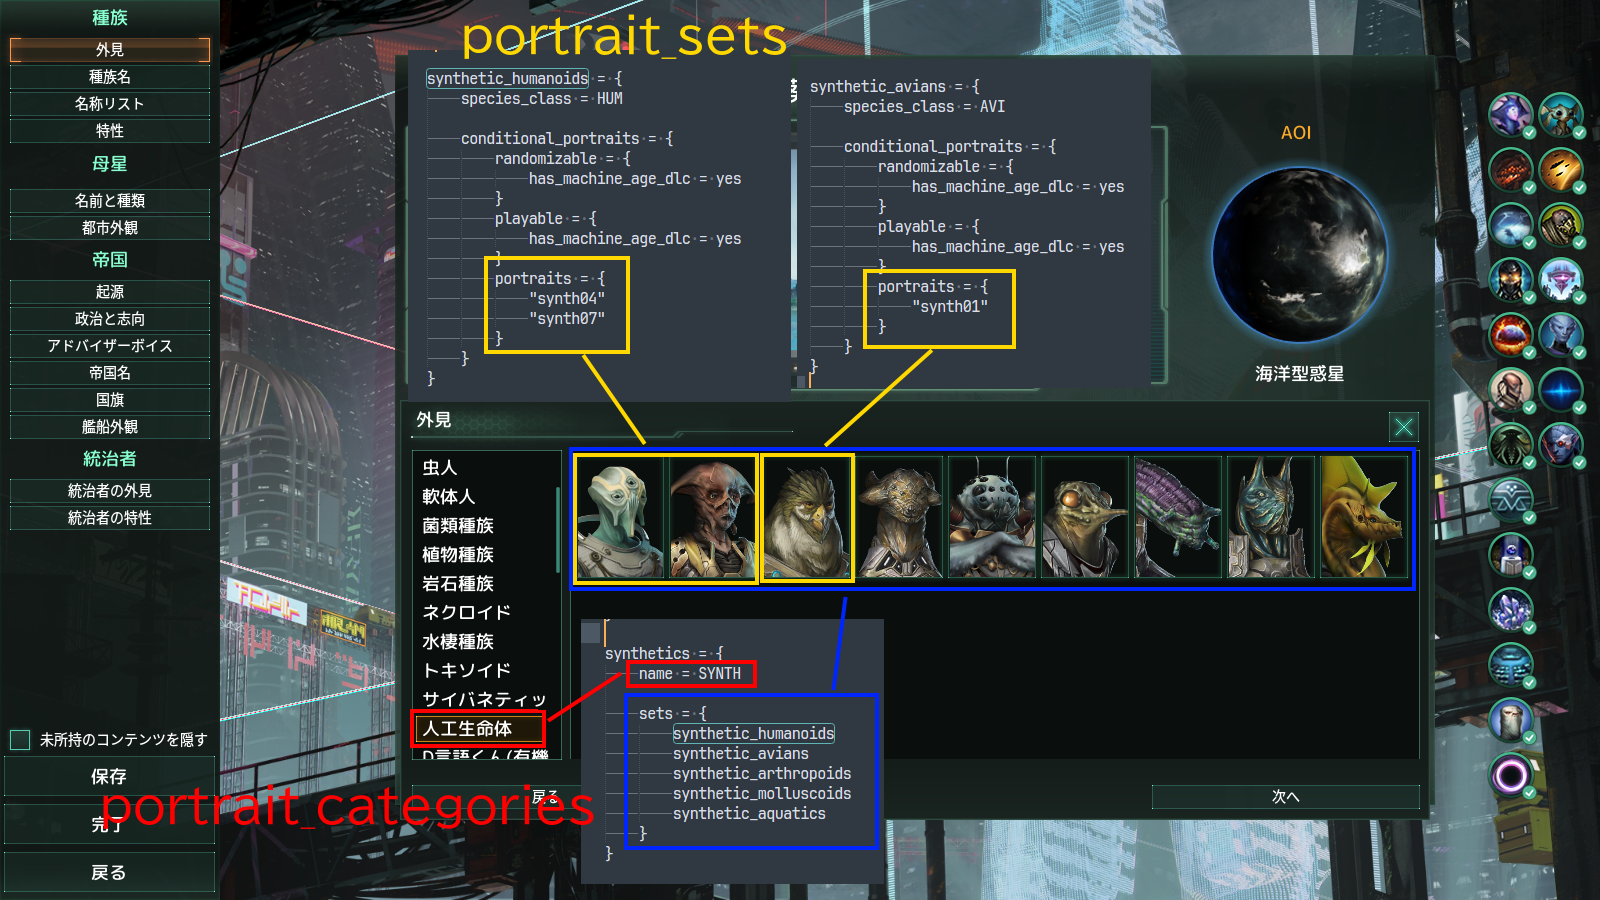 種族
外見
種族名
名称リスト
特性
母星
名前と種類
都市外観
帝国
起源
政治と志向
アドバイザーボイス
帝国名
国旗
艦船外観
統治者
統治者の外見
統治者の特性
未所持のコンテンツを隠す
保存
完了
戻る
portrait_sets
synthetic_humanoids = {
species_class = HUM
conditional_portraits = {
randomizable = {
has_machine_age_dlc = yes
}
playable = {
has_machine_age_dlc = yes
}
portraits = {
"synth04"
"synth07"
}
}
}
synthetic_avians = {
species_class = AVI
conditional_portraits = {
randomizable = {
has_machine_age_dlc = yes
}
playable = {
has_machine_age_dlc = yes
}
portraits = {
"synth01"
}
}
}
AOI
海洋型惑星
外見
虫人
軟体人
菌類種族
植物種族
岩石種族
ネクロイド
水棲種族
トキソイド
サイバネティッ
人工生命体
D言語くん(有機
戻る
次へ
portrait_categories
synthetics = {
name = SYNTH
sets = {
synthetic_humanoids
synthetic_avians
synthetic_arthropoids
synthetic_molluscoids
synthetic_aquatics
}
}